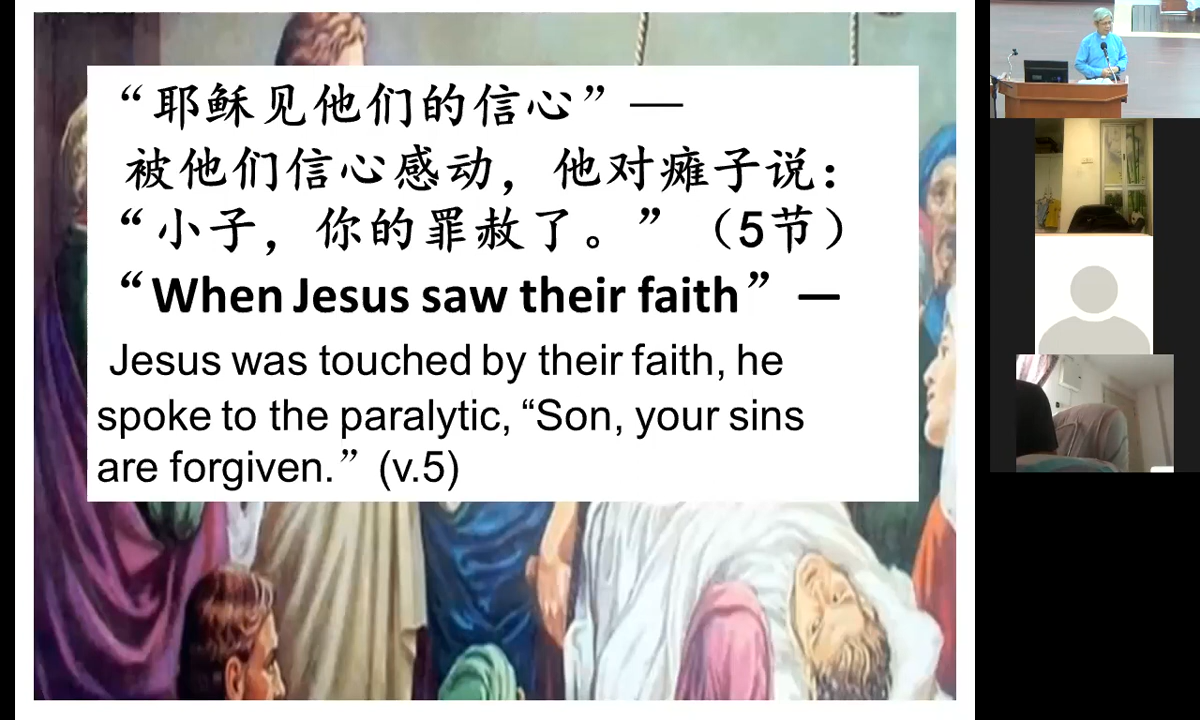 “耶稣见他们的信心”—
被他们信心感动，他对瘫子说：
“小子，你的罪赦了。”（5节）
“When Jesus saw their faith”—
Jesus was touched by their faith, he
spoke to the paralytic, “Son, your sins
are forgiven.” (v.5)